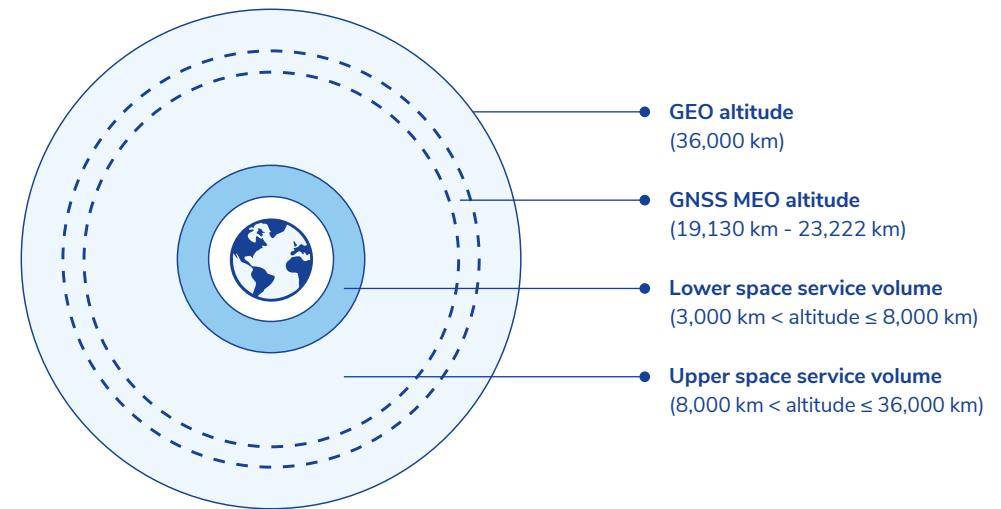 GEO altitude
(36,000 km)
GNSS MEO altitude
(19,130 km - 23,222 km)
Lower space service volume
(3,000 km < altitude ≤ 8,000 km)
Upper space service volume
(8,000 km < altitude ≤ 36,000 km)